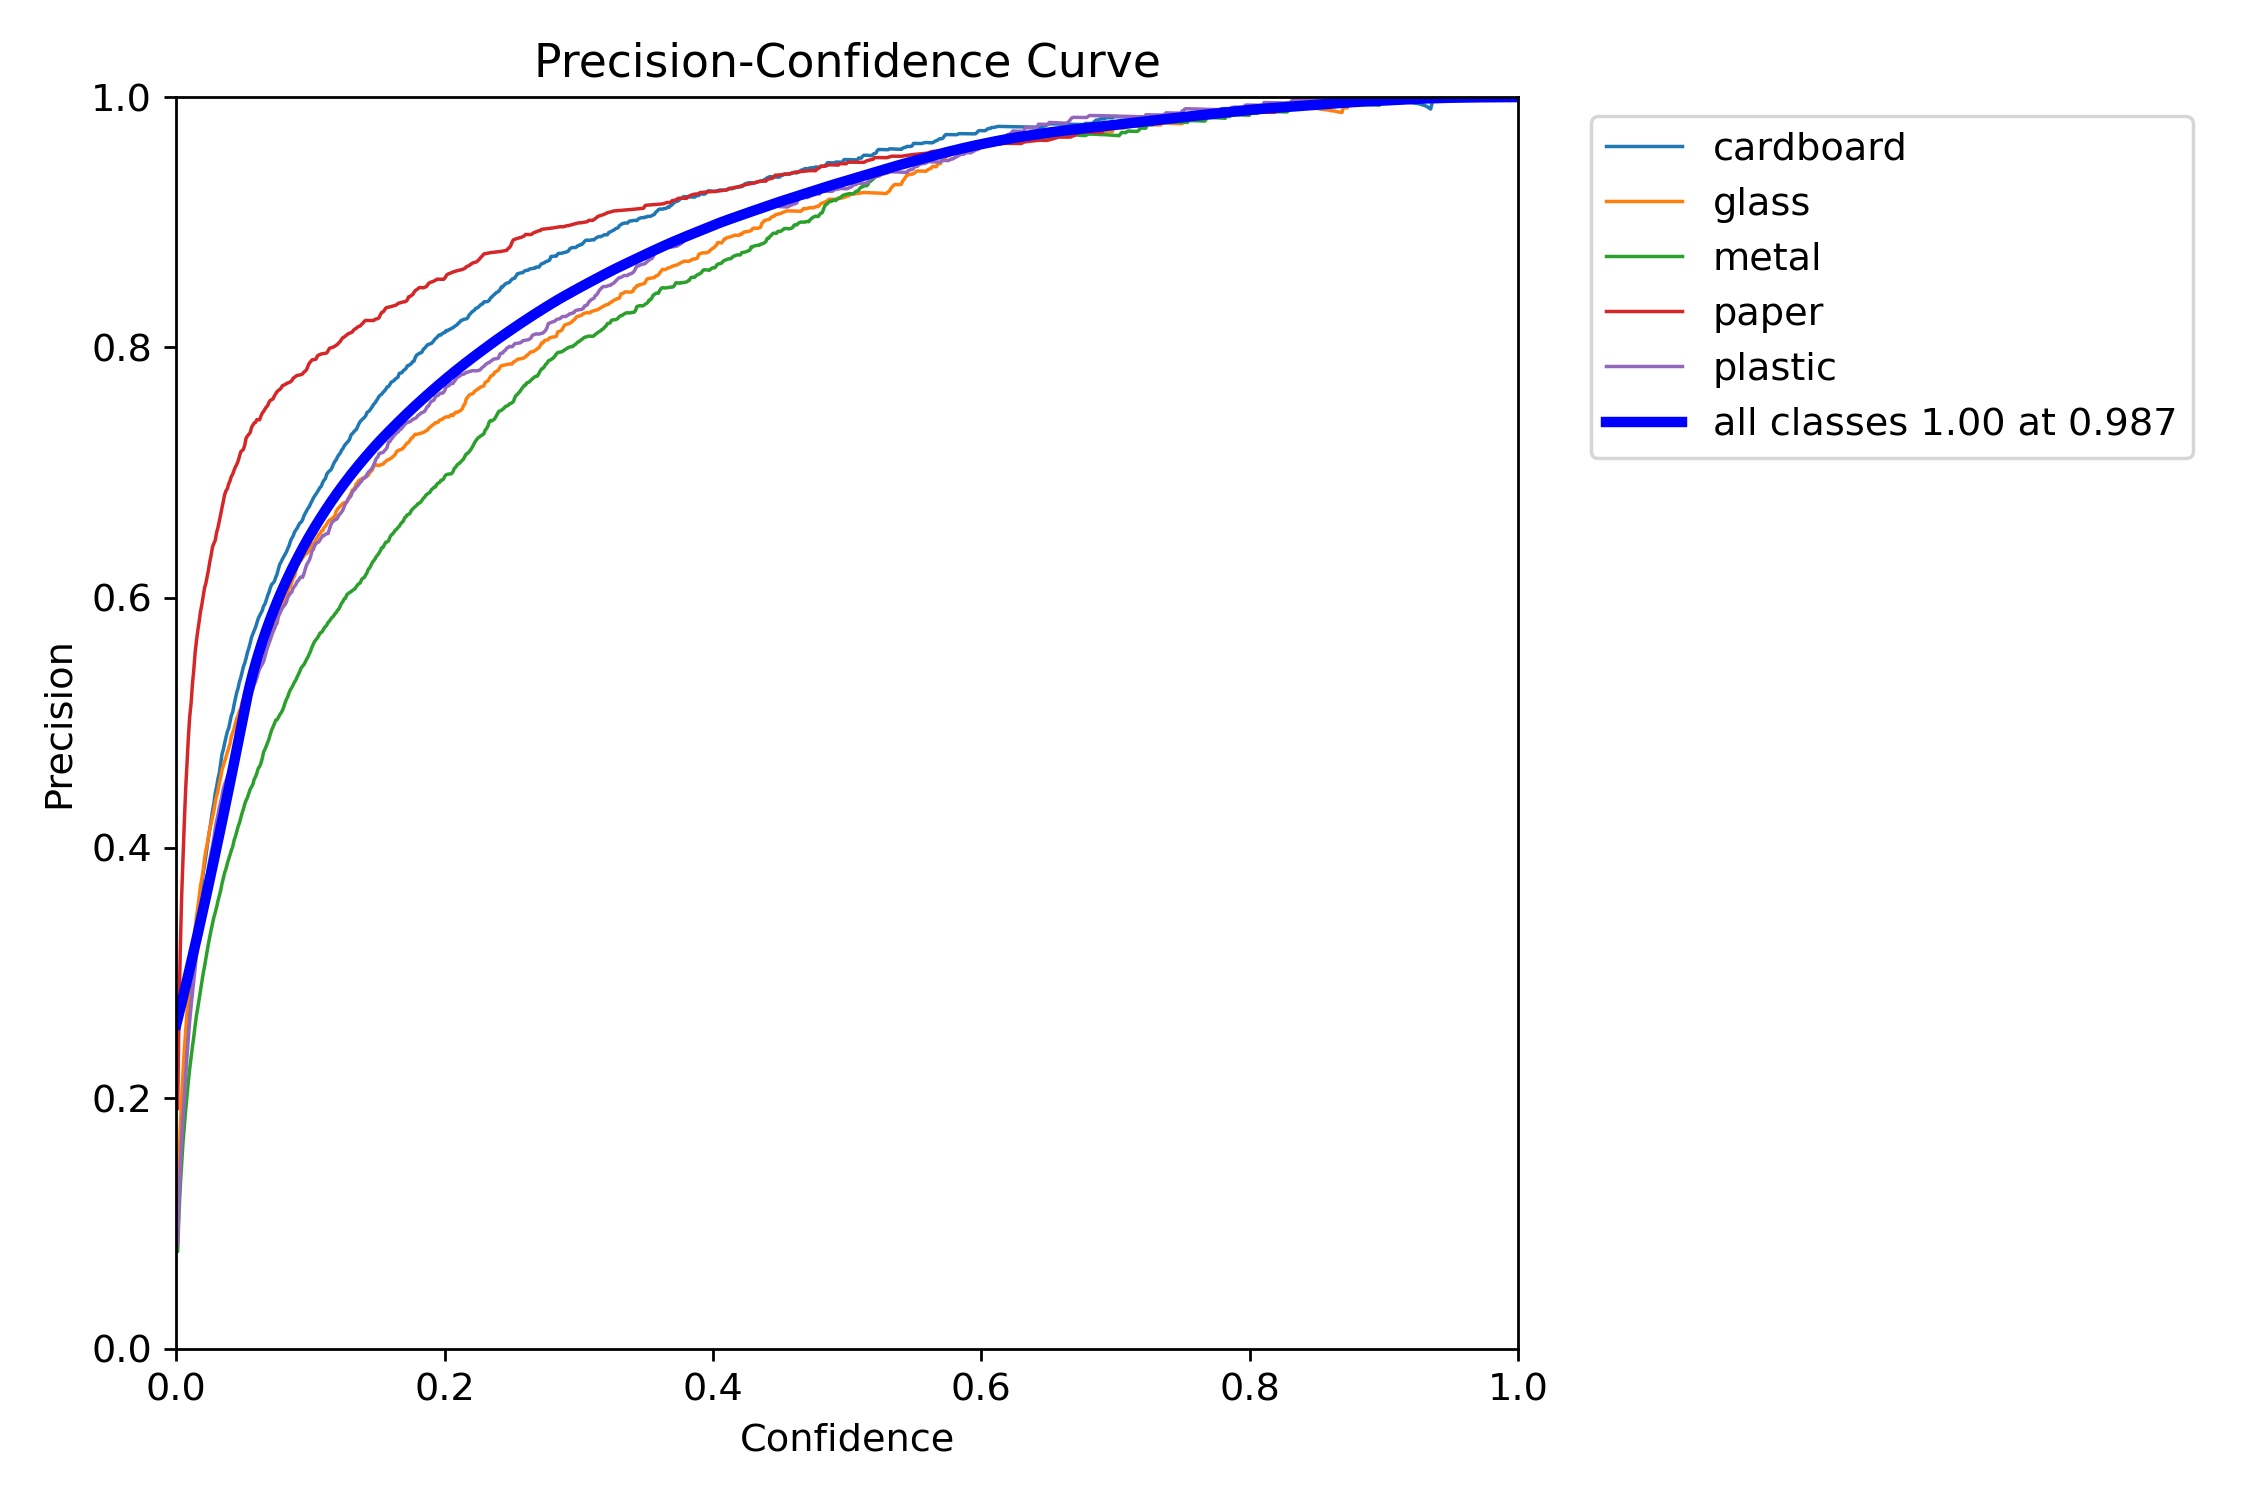 Precision-Confidence Curve
1.0
0.8
0.6
0.4
0.2
0.0
Precision
0.0 0.2 0.4 0.6 0.8 1.0
Confidence
cardboard
glass
metal
paper
plastic
all classes 1.00 at 0.987